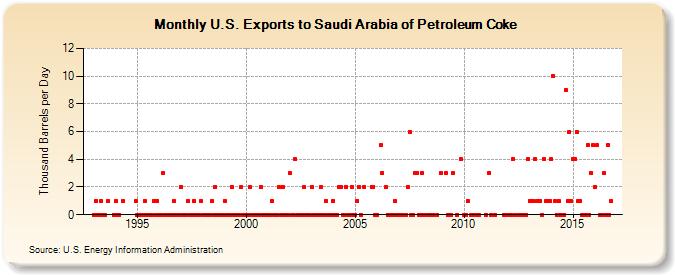 Monthly U.S. Exports to Saudi Arabia of Petroleum Coke
Thousand Barrels per Day
12
10
8
6
4
2
0
1995 2000 2005 2010 2015
Source: U.S. Energy Information Administration